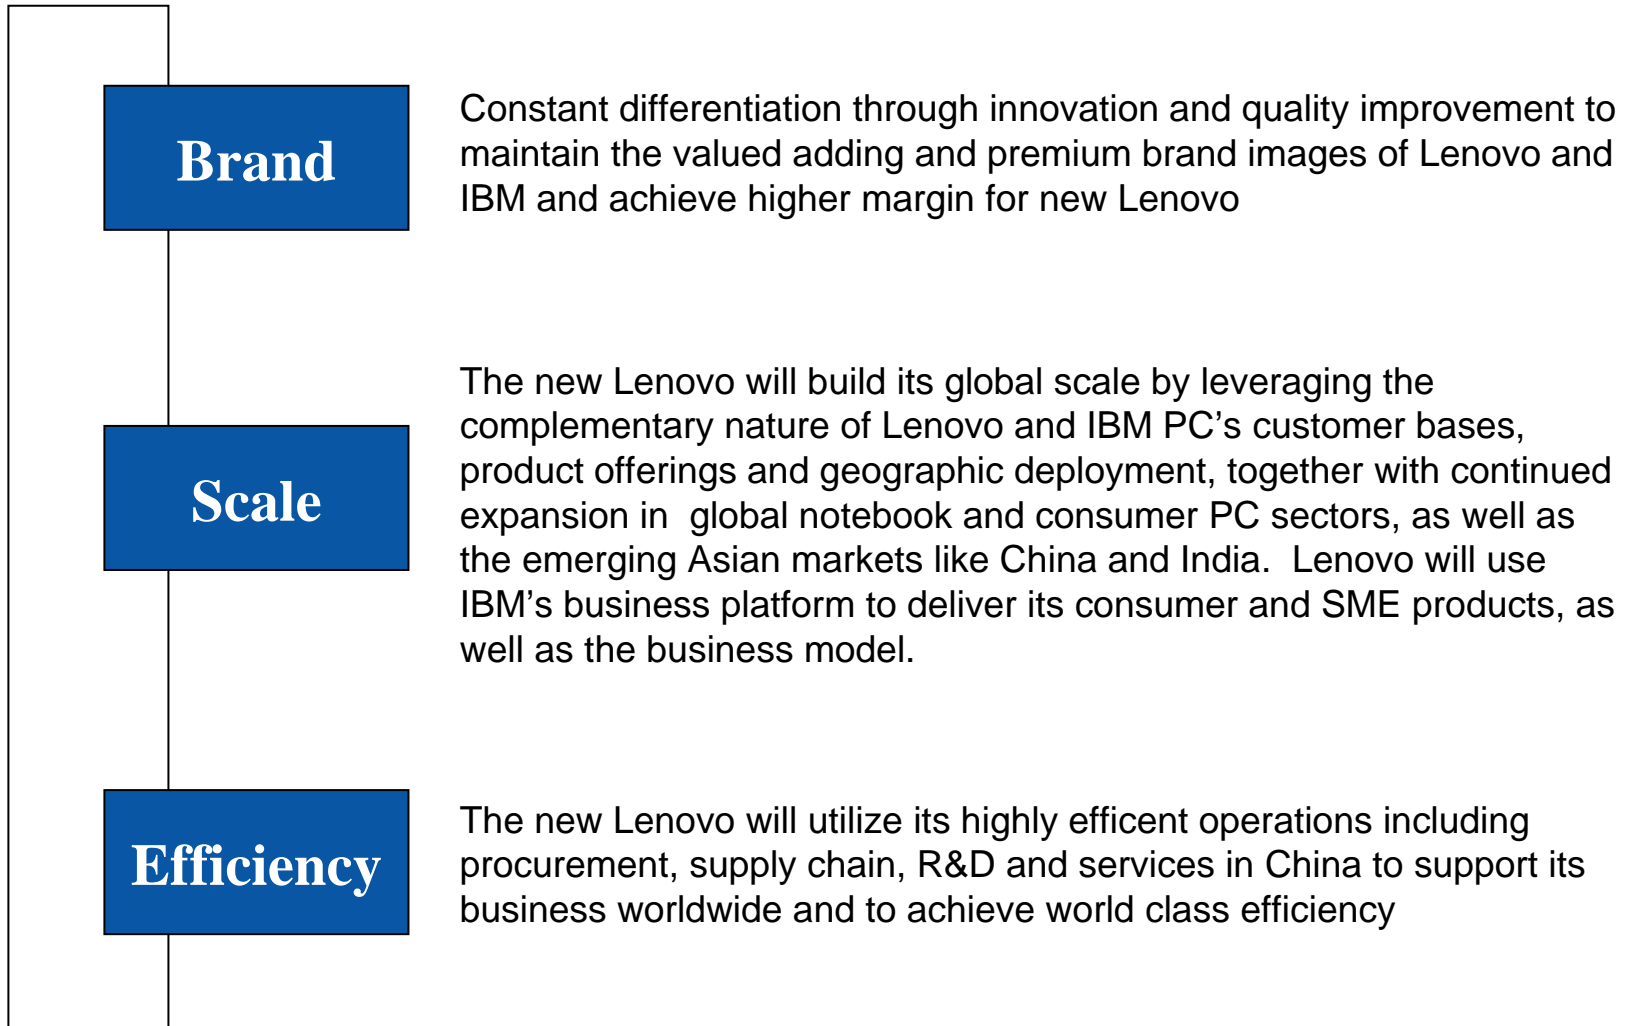 Brand
Constant differentiation through innovation and quality improvement to
maintain the valued adding and premium brand images of Lenovo and
IBM and achieve higher margin for new Lenovo
Scale
The new Lenovo will build its global scale by leveraging the
complementary nature of Lenovo and IBM PC’s customer bases,
product offerings and geographic deployment, together with continued
expansion in  global notebook and consumer PC sectors, as well as
the emerging Asian markets like China and India.  Lenovo will use
IBM’s business platform to deliver its consumer and SME products, as
well as the business model.
Efficiency
The new Lenovo will utilize its highly efficent operations including
procurement, supply chain, R&D and services in China to support its
business worldwide and to achieve world class efficiency